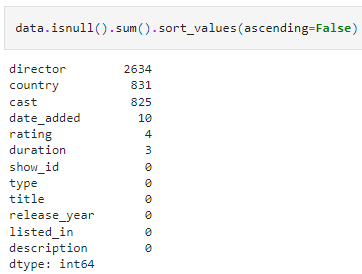 data.isnull().sum().sort_values(ascending=False)
director 2634
country 831
cast 825
date_added 10
rating 4
duration 3
show_id 0
type 0
title 0
release_year 0
listed_in 0
description 0
dtype: int64